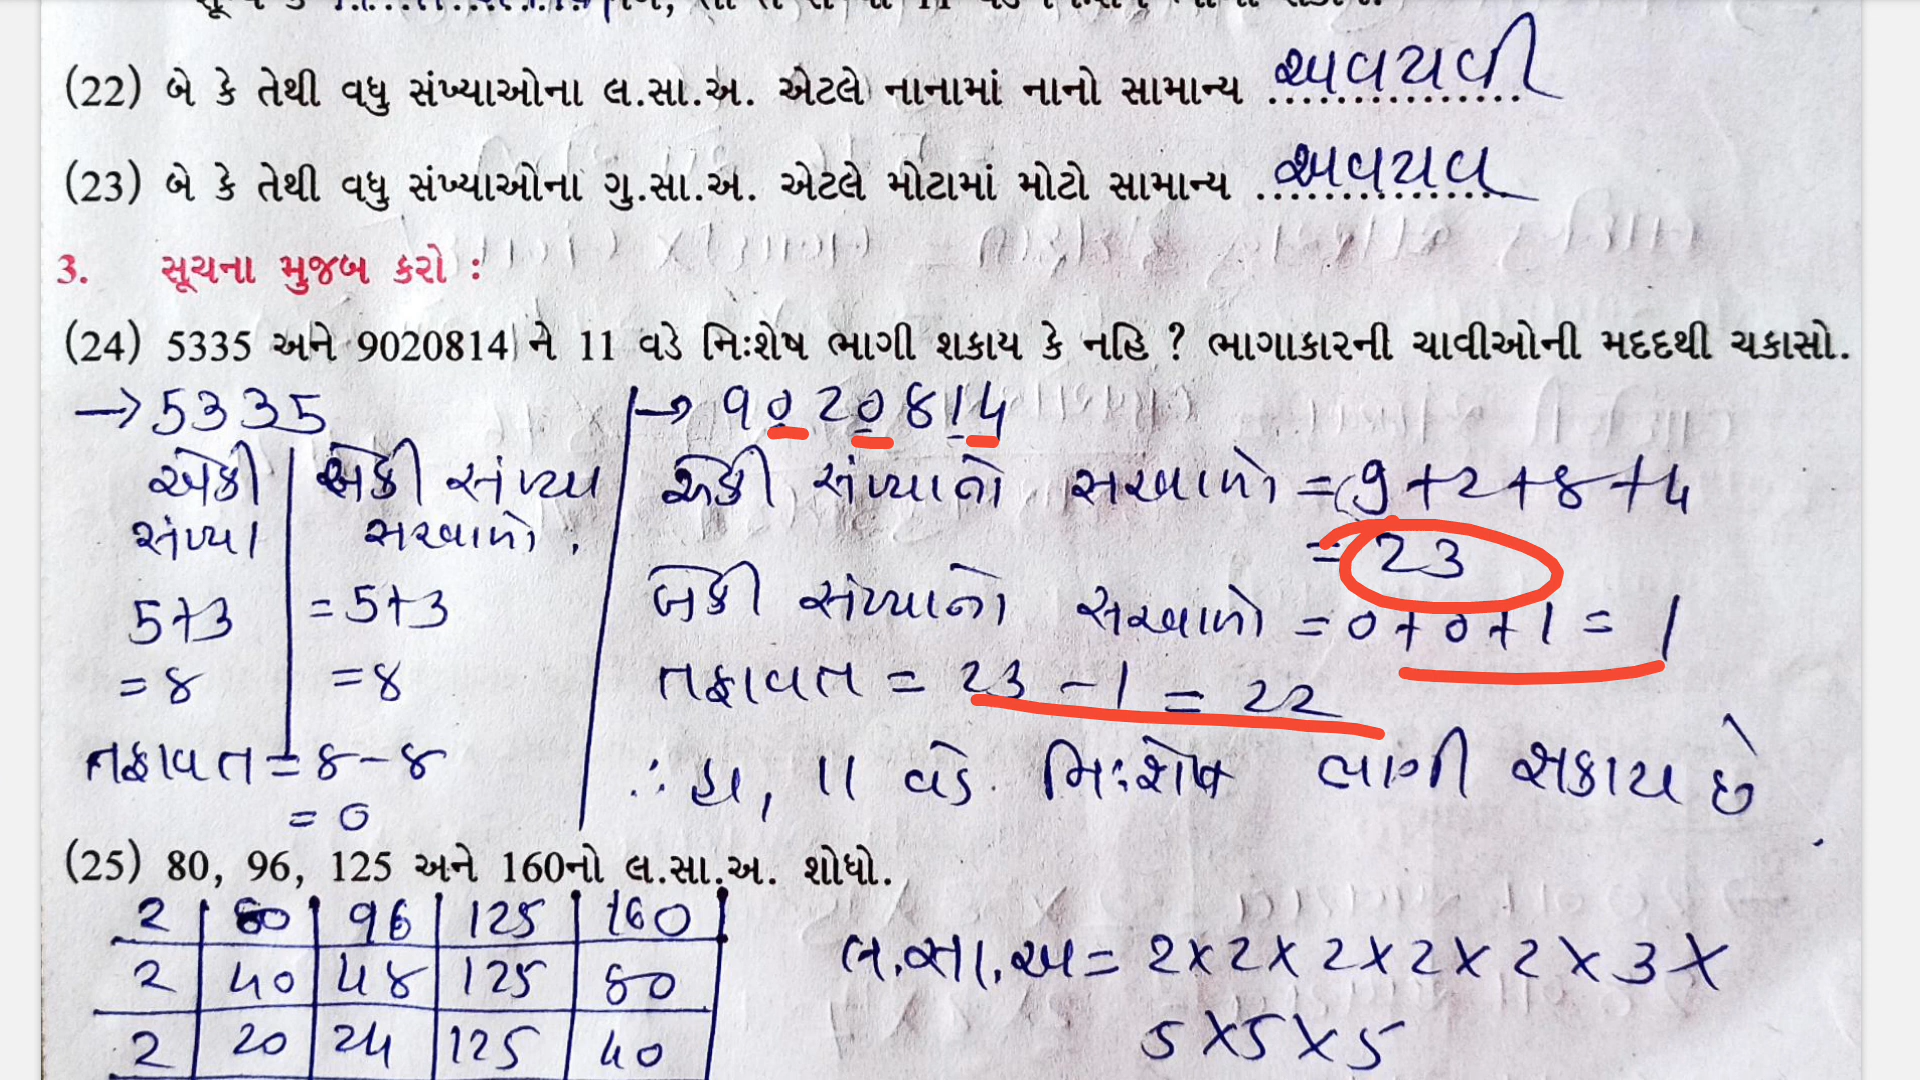 (22) બે કે તેથી વધુ સંખ્યાઓના લ.સા.અ. એટલે નાનામાં નાનો સામાન્ય અવયવી
(23) બે કે તેથી વધુ સંખ્યાઓના ગુ.સા.અ. એટલે મોટામાં મોટો સામાન્ય અવયવ
3. સૂચના મુજબ કરો :
(24) 5335 અને 9020814 ને 11 વડે નિઃશેષ ભાગી શકાય કે નહિ ? ભાગાકારની ચાવીઓની મદદથી ચકાસો.
→ 5335
એકી સંખ્યા
5+3
= 8
એકી સંખ્યા સરવાળો.
= 5+3
= 8
તફાવત = 8-8
= 0
→ 9020814
એકી સંખ્યાનો સરવાળો = 9+2+8+4
= 23
બેકી સંખ્યાનો સરવાળો = 0+0+1 = 1
તફાવત = 23 - 1 = 22
∴ હા, 11 વડે નિઃશેષ ભાગી શકાય છે.
(25) 80, 96, 125 અને 160નો લ.સા.અ. શોધો.
2 80 96 125 160
2 40 48 125 80
2 20 24 125 40
લ.સા.અ = 2×2×2×2×2×3×
5×5×5